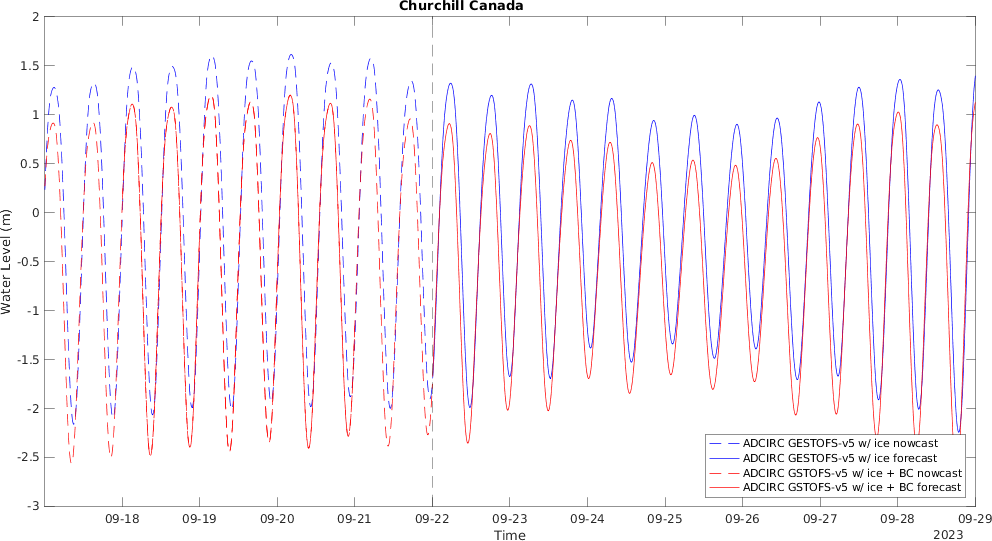 Churchill Canada
Water Level (m)
2
1.5
1
0.5
0
-0.5
-1
-1.5
-2
-2.5
-3
ADCIRC GESTOFS-v5 w/ ice nowcast
ADCIRC GESTOFS-v5 w/ ice forecast
ADCIRC GSTOFS-v5 w/ ice + BC nowcast
ADCIRC GSTOFS-v5 w/ ice + BC forecast
09-18 09-19 09-20 09-21 09-22 09-23 09-24 09-25 09-26 09-27 09-28 09-29
Time
2023